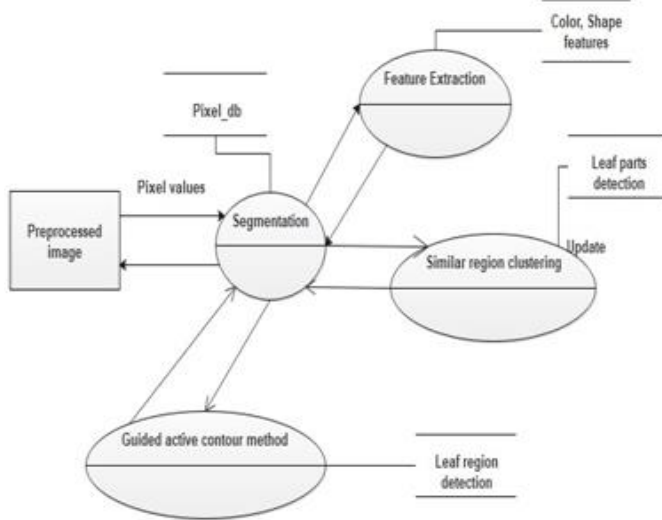 Color, Shape
features
Feature Extraction
Pixel_db
Leaf parts
detection
Pixel values
Segmentation
Preprocessed
image
Update
Similar region clustering
Guided active contour method
Leaf region
detection